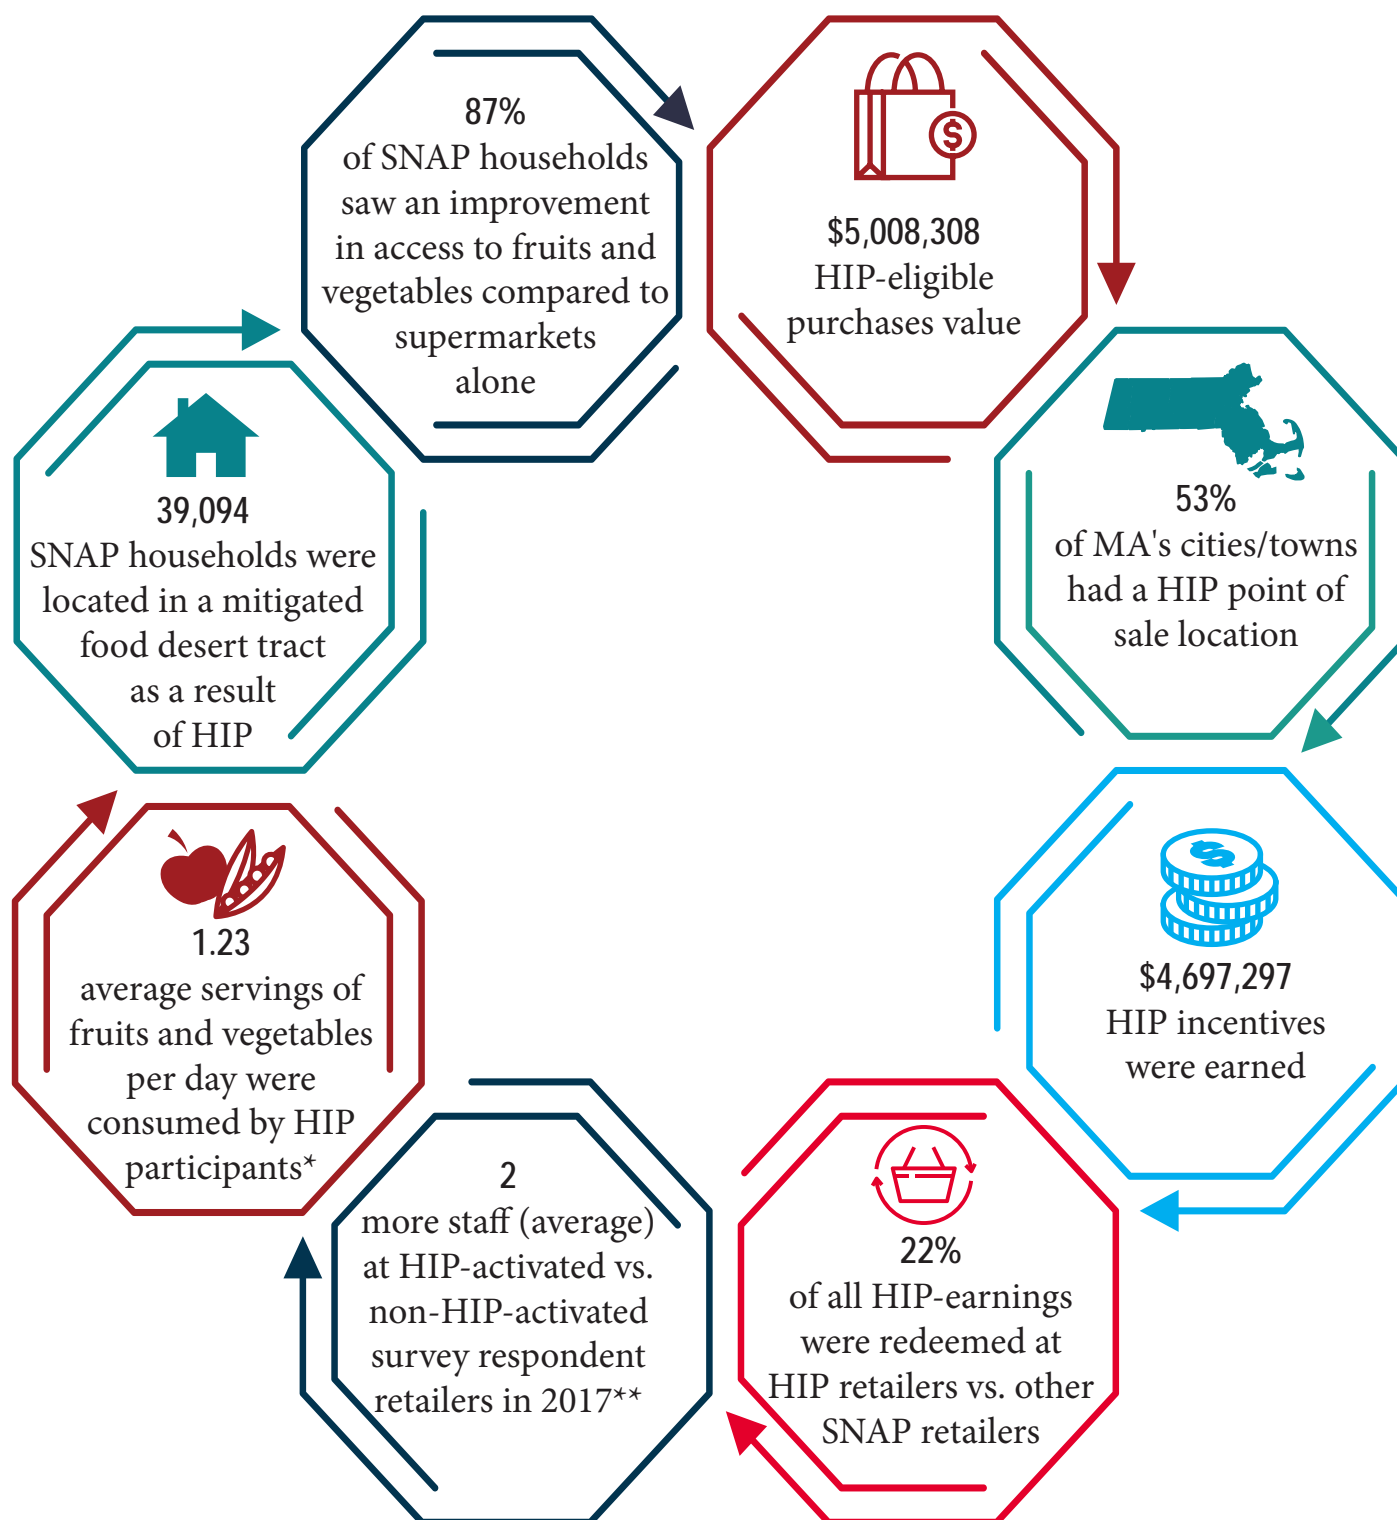 87%
of SNAP households
saw an improvement
in access to fruits and
vegetables compared to
supermarkets
alone
$
$5,008,308
HIP-eligible
purchases value
53%
of MA's cities/towns
had a HIP point of
sale location
$
$4,697,297
HIP incentives
were earned
22%
of all HIP-earnings
were redeemed at
HIP retailers vs. other
SNAP retailers
2
more staff (average)
at HIP-activated vs.
non-HIP-activated
survey respondent
retailers in 2017**
1.23
average servings of
fruits and vegetables
per day were
consumed by HIP
participants*
39,094
SNAP households were
located in a mitigated
food desert tract
as a result
of HIP